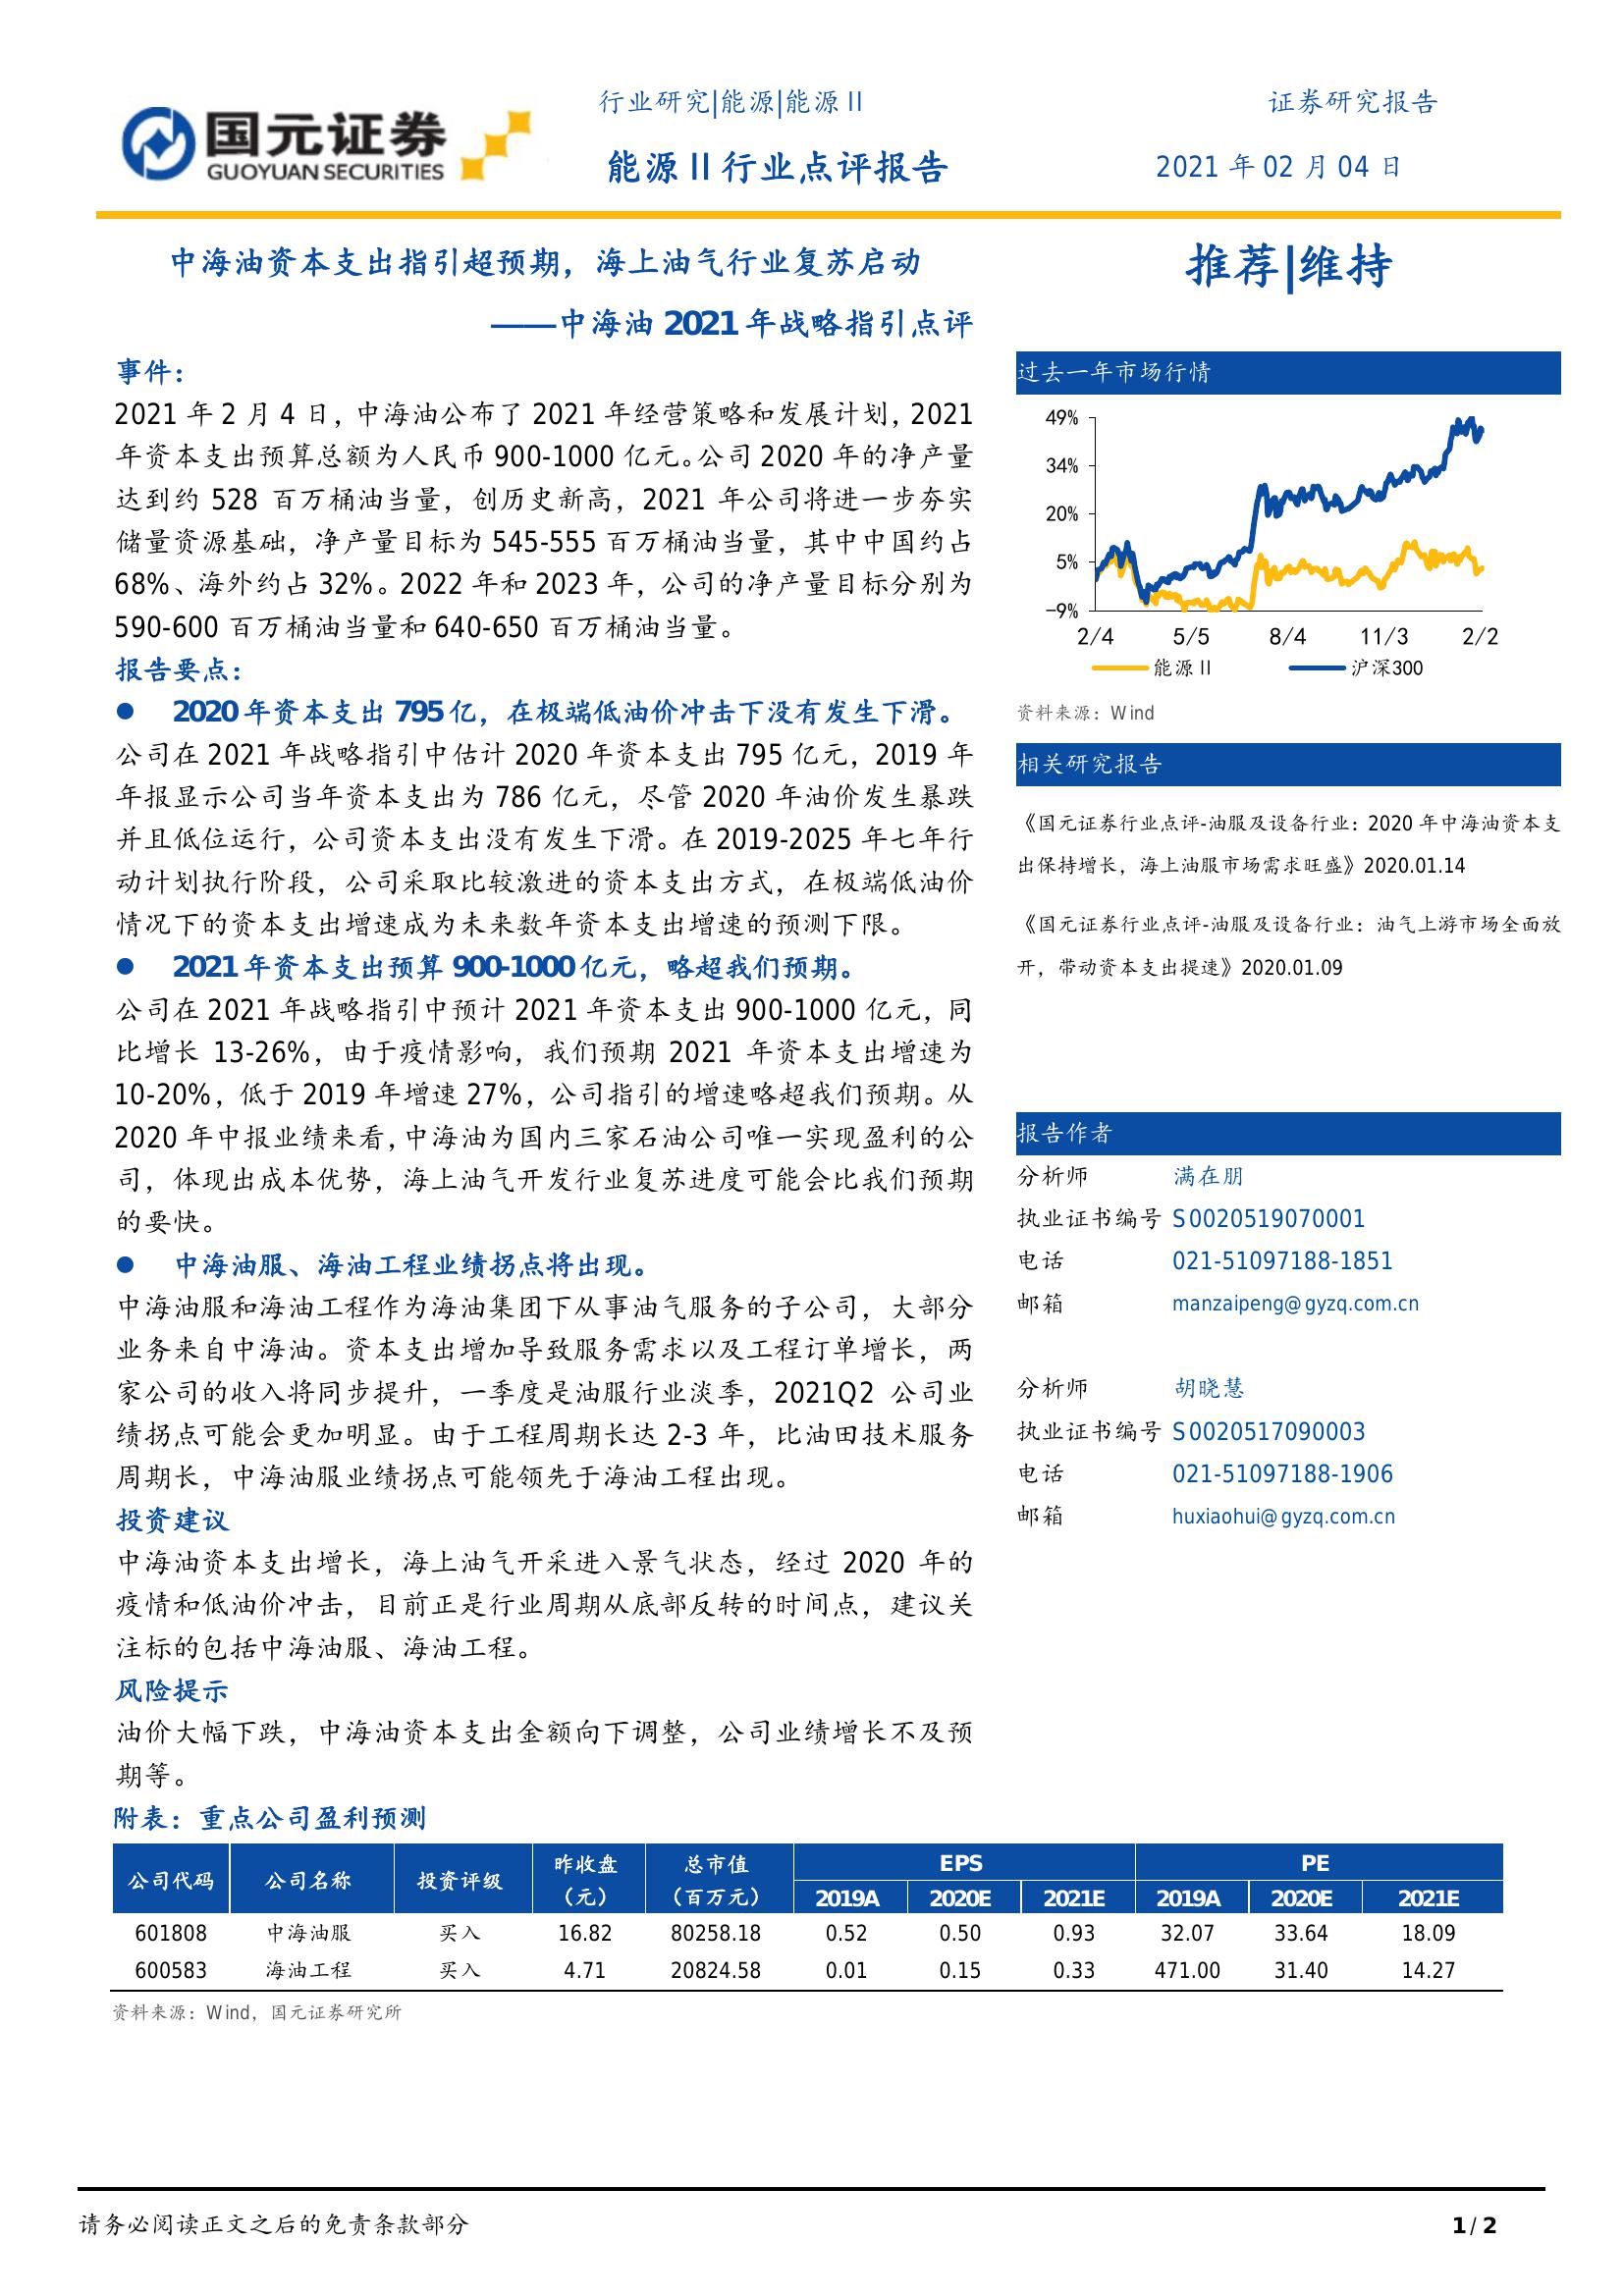 国元证券
GUOYUAN SECURITIES
行业研究|能源|能源Ⅱ
证券研究报告
能源Ⅱ行业点评报告
2021 年 02 月 04 日
中海油资本支出指引超预期，海上油气行业复苏启动
——中海油 2021 年战略指引点评
事件：
2021 年 2 月 4 日，中海油公布了 2021 年经营策略和发展计划，2021
年资本支出预算总额为人民币 900-1000 亿元。公司 2020 年的净产量
达到约 528 百万桶油当量，创历史新高，2021 年公司将进一步夯实
储量资源基础，净产量目标为 545-555 百万桶油当量，其中中国约占
68%、海外约占 32%。2022 年和 2023 年，公司的净产量目标分别为
590-600 百万桶油当量和 640-650 百万桶油当量。
报告要点：
● 2020 年资本支出 795 亿，在极端低油价冲击下没有发生下滑。
公司在 2021 年战略指引中估计 2020 年资本支出 795 亿元，2019 年
年报显示公司当年资本支出为 786 亿元，尽管 2020 年油价发生暴跌
并且低位运行，公司资本支出没有发生下滑。在 2019-2025 年七年行
动计划执行阶段，公司采取比较激进的资本支出方式，在极端低油价
情况下的资本支出增速成为未来数年资本支出增速的预测下限。
● 2021 年资本支出预算 900-1000 亿元，略超我们预期。
公司在 2021 年战略指引中预计 2021 年资本支出 900-1000 亿元，同
比增长 13-26%，由于疫情影响，我们预期 2021 年资本支出增速为
10-20%，低于 2019 年增速 27%，公司指引的增速略超我们预期。从
2020 年中报业绩来看，中海油为国内三家石油公司唯一实现盈利的公
司，体现出成本优势，海上油气开发行业复苏进度可能会比我们预期
的要快。
● 中海油服、海油工程业绩拐点将出现。
中海油服和海油工程作为海油集团下从事油气服务的子公司，大部分
业务来自中海油。资本支出增加导致服务需求以及工程订单增长，两
家公司的收入将同步提升，一季度是油服行业淡季，2021Q2 公司业
绩拐点可能会更加明显。由于工程周期长达 2-3 年，比油田技术服务
周期长，中海油服业绩拐点可能领先于海油工程出现。
投资建议
中海油资本支出增长，海上油气开采进入景气状态，经过 2020 年的
疫情和低油价冲击，目前正是行业周期从底部反转的时间点，建议关
注标的包括中海油服、海油工程。
风险提示
油价大幅下跌，中海油资本支出金额向下调整，公司业绩增长不及预
期等。
推荐|维持
过去一年市场行情
49%
34%
20%
5%
-9%
2/4 5/5 8/4 11/3 2/2
能源Ⅱ 沪深300
资料来源：Wind
相关研究报告
《国元证券行业点评-油服及设备行业：2020 年中海油资本支
出保持增长，海上油服市场需求旺盛》2020.01.14
《国元证券行业点评-油服及设备行业：油气上游市场全面放
开，带动资本支出提速》2020.01.09
报告作者
分析师 满在朋
执业证书编号 S0020519070001
电话 021-51097188-1851
邮箱 manzaipeng@gyzq.com.cn
分析师 胡晓慧
执业证书编号 S0020517090003
电话 021-51097188-1906
邮箱 huxiaohui@gyzq.com.cn
附表：重点公司盈利预测
公司代码 公司名称 投资评级 昨收盘（元） 总市值（百万元） EPS PE
2019A 2020E 2021E 2019A 2020E 2021E
601808 中海油服 买入 16.82 80258.18 0.52 0.50 0.93 32.07 33.64 18.09
600583 海油工程 买入 4.71 20824.58 0.01 0.15 0.33 471.00 31.40 14.27
资料来源：Wind，国元证券研究所
请务必阅读正文之后的免责条款部分
1 / 2